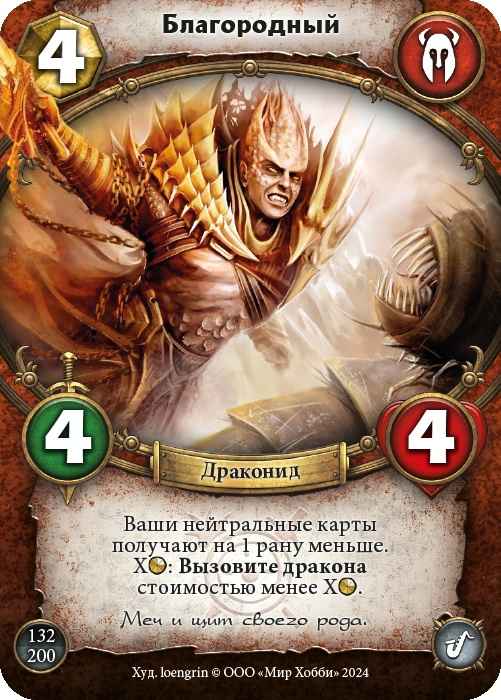 Благородный
4
4
4
Драконид
Ваши нейтральные карты
получают на 1 рану меньше.
X: Вызовите дракона
стоимостью менее X.
Меч и щит своего рода.
132
200
Худ. loengrin © ООО «Мир Хобби» 2024